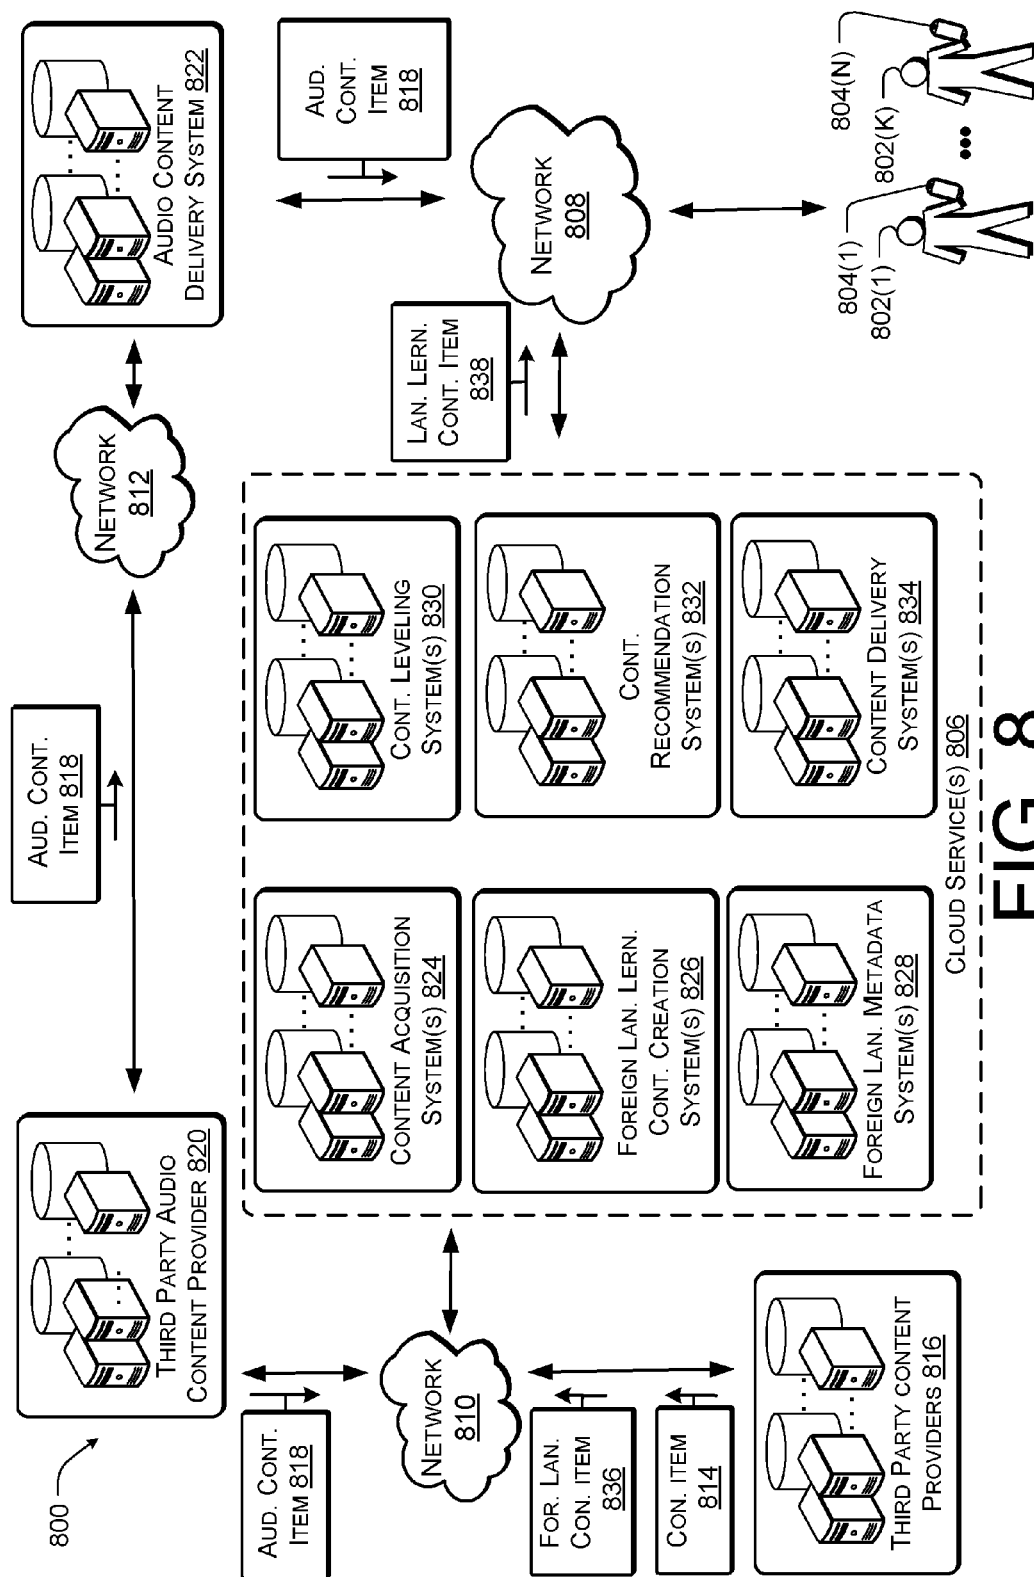 800
THIRD PARTY AUDIO
CONTENT PROVIDER 820
AUD. CONT.
ITEM 818
NETWORK
812
AUDIO CONTENT
DELIVERY SYSTEM 822
AUD. CONT.
ITEM 818
NETWORK
810
FOR. LAN.
CON. ITEM
836
CON. ITEM
814
THIRD PARTY CONTENT
PROVIDERS 816
CONTENT ACQUISITION
SYSTEM(S) 824
FOREIGN LAN. LERN.
CONT. CREATION
SYSTEM(S) 826
FOREIGN LAN. METADATA
SYSTEM(S) 828
CONT. LEVELING
SYSTEM(S) 830
CONT.
RECOMMENDATION
SYSTEM(S) 832
CONTENT DELIVERY
SYSTEM(S) 834
CLOUD SERVICE(S) 806
LAN. LERN.
CONT. ITEM
838
AUD.
CONT.
ITEM
818
NETWORK
808
804(1)
802(1)
804(N)
802(K)
FIG. 8